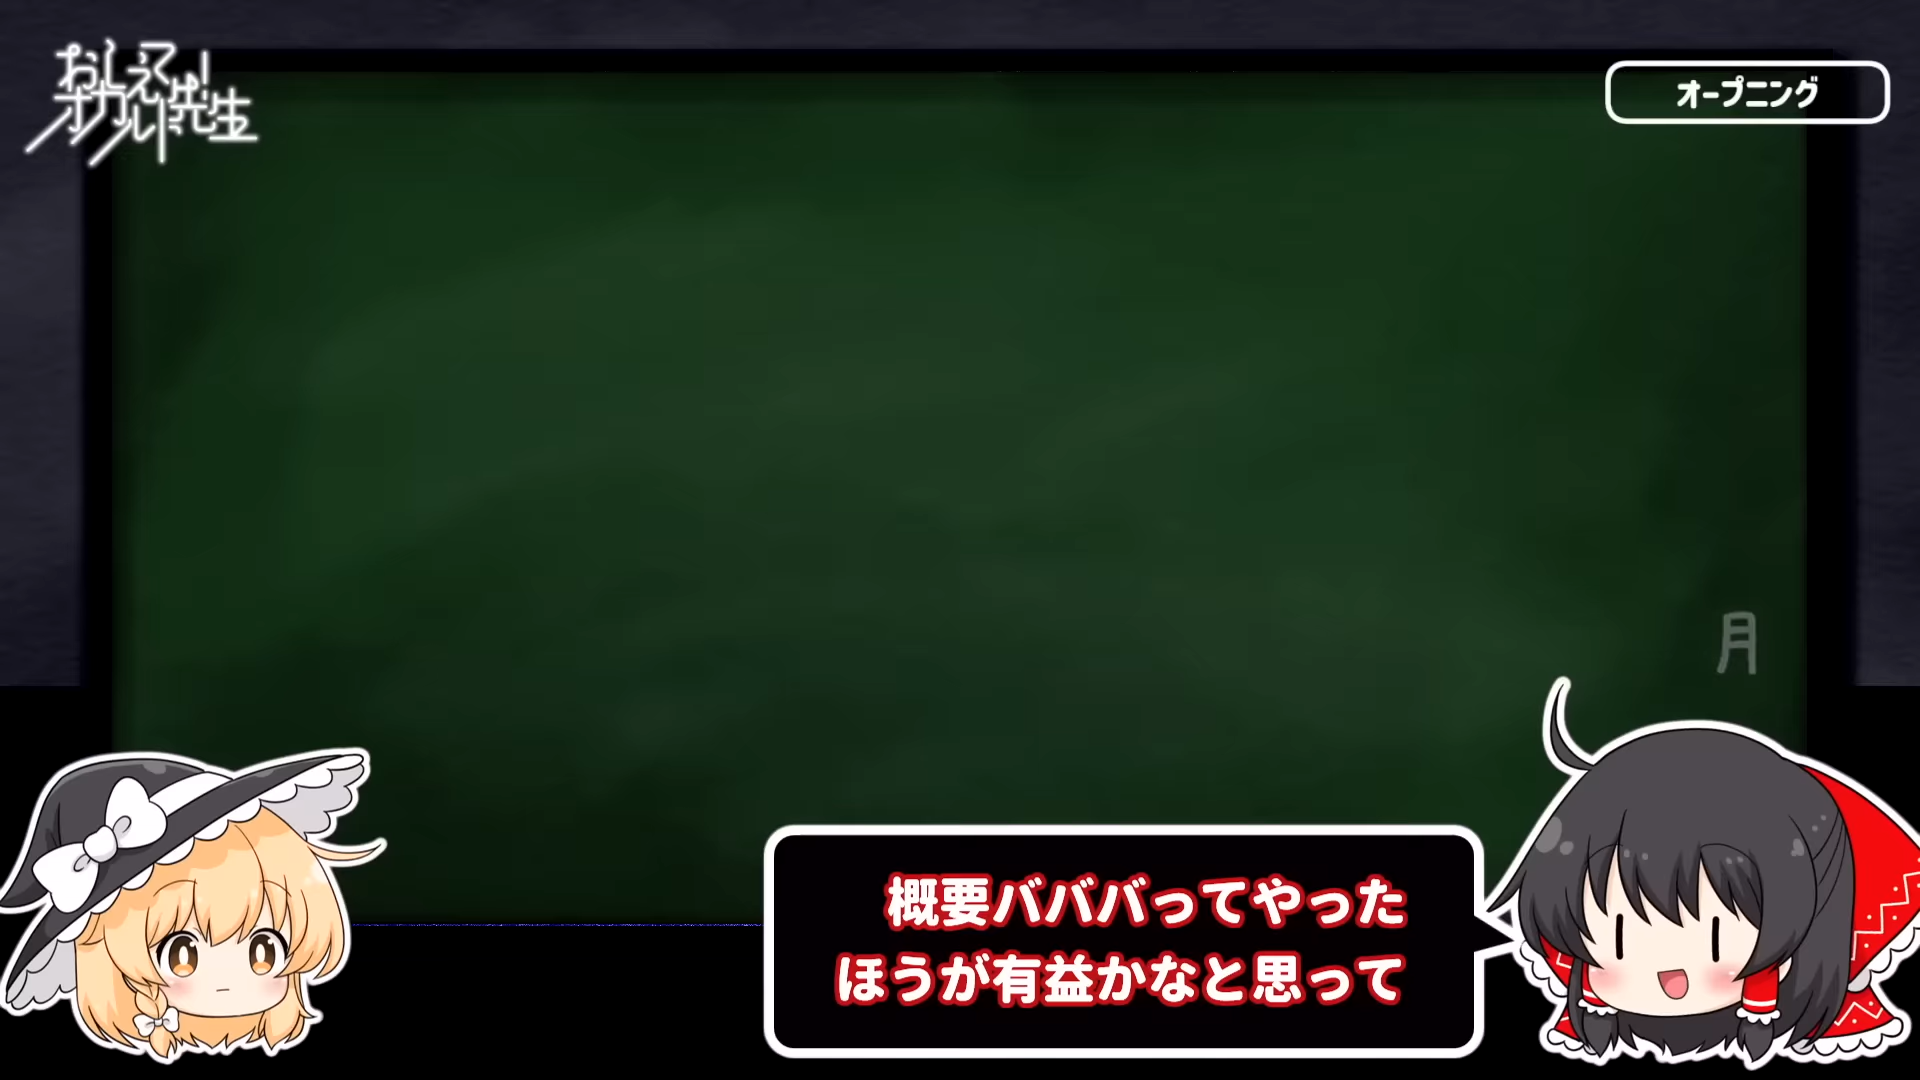 おしえて!
オカルト先生
オープニング
月
概要バババってやった
ほうが有益かなと思って